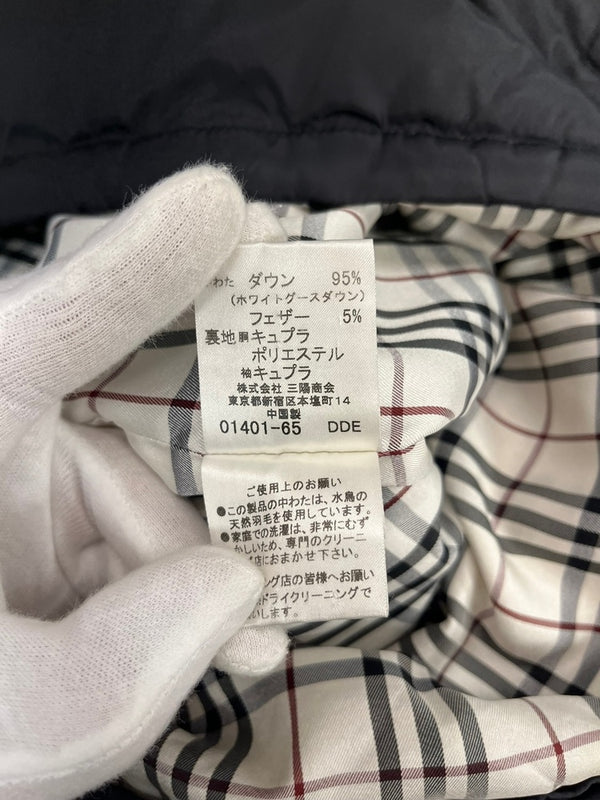 わた ダウン 95%
(ホワイトグースダウン)
フェザー 5%
裏地 胴 キュプラ
ポリエステル
袖 キュプラ
株式会社 三陽商会
東京都新宿区本塩町14
中国製
01401-65 DDE
ご使用上のお願い
●この製品の中わたは、水鳥の
天然羽毛を使用しています。
●家庭での洗濯は、非常にむず
かしいため、専門のクリーニ
店におまかせ下さい。
ング店の皆様へお願い
ドライクリーニングで
いします。